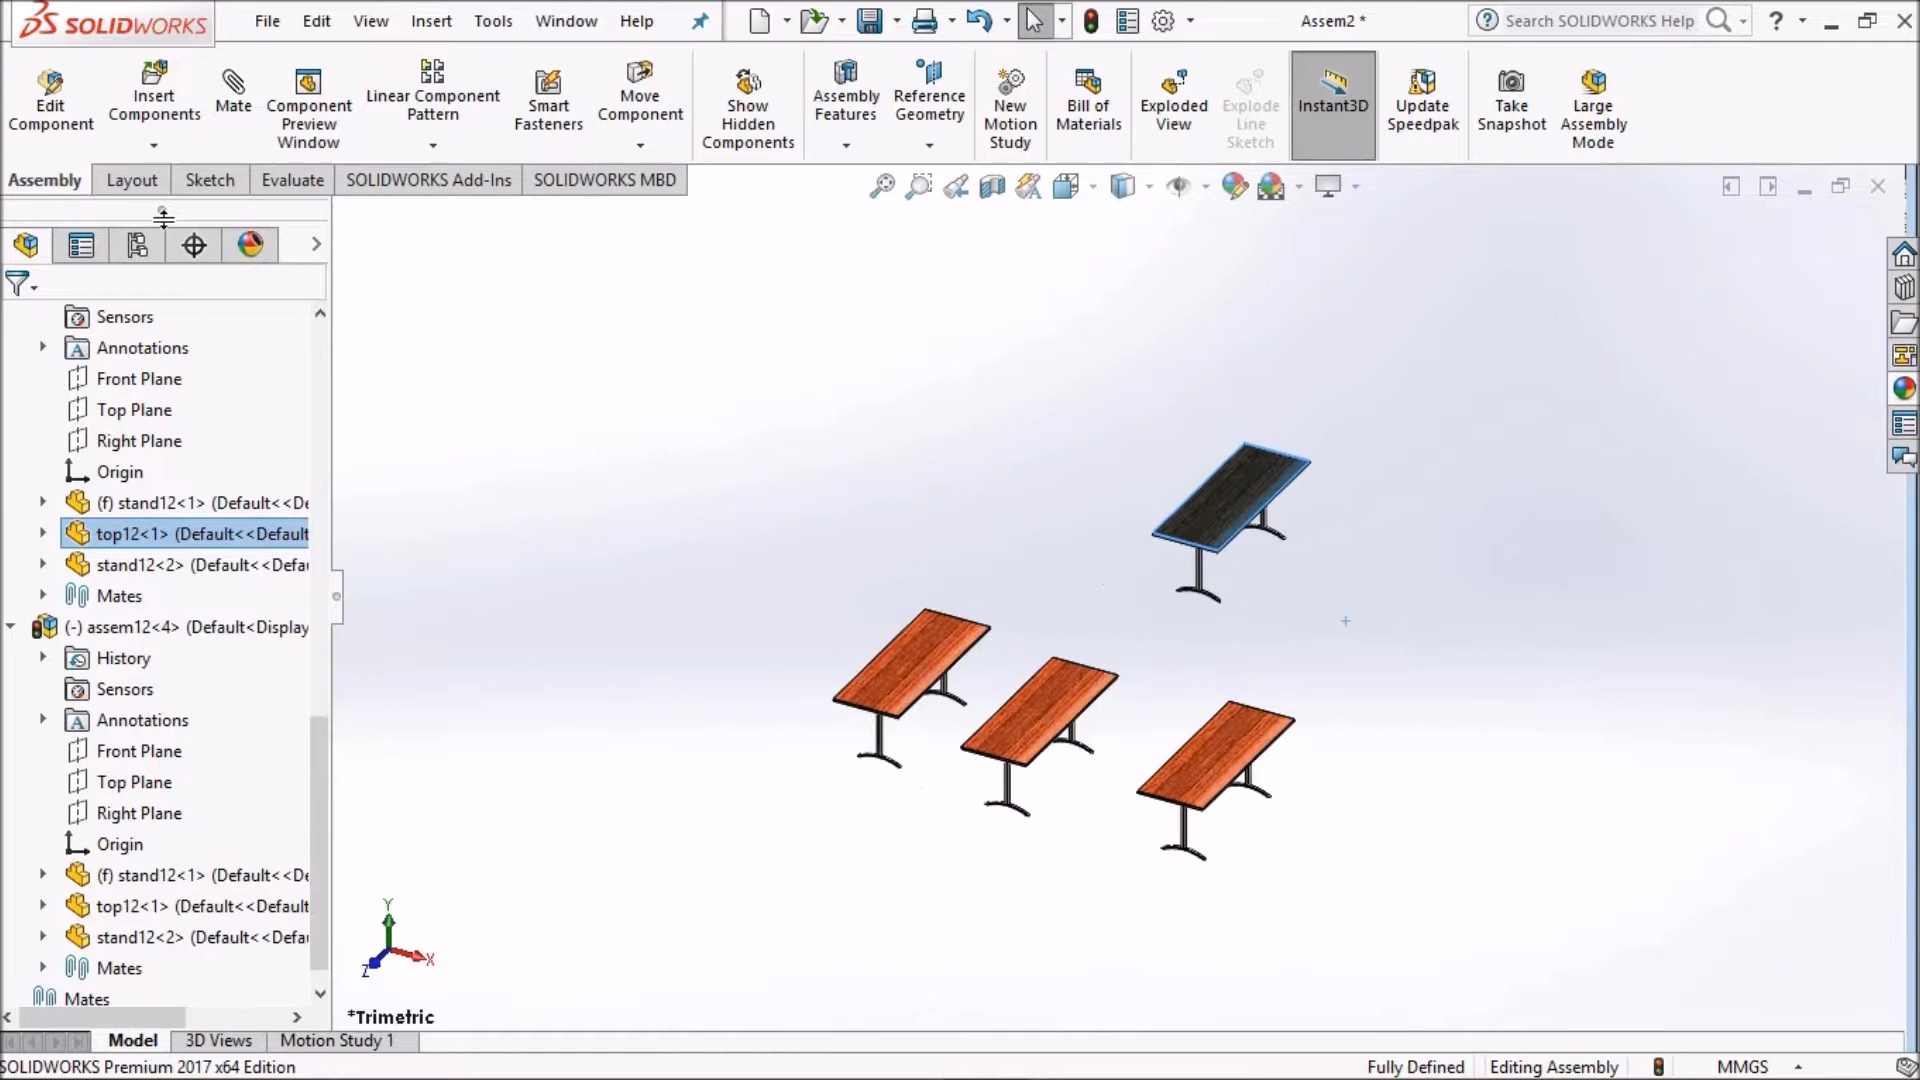 SOLIDWORKS File Edit View Insert Tools Window Help Assem2 * Search SOLIDWORKS Help ?
Edit Component
Insert Components
Mate
Component Preview Window
Linear Component Pattern
Smart Fasteners
Move Component
Show Hidden Components
Assembly Features
Reference Geometry
New Motion Study
Bill of Materials
Exploded View
Explode Line Sketch
Instant3D
Update Speedpak
Take Snapshot
Large Assembly Mode
Assembly Layout Sketch Evaluate SOLIDWORKS Add-Ins SOLIDWORKS MBD
Sensors
Annotations
Front Plane
Top Plane
Right Plane
Origin
(f) stand12<1> (Default<<De
top12<1> (Default<<Default
stand12<2> (Default<<Defau
Mates
(-) assem12<4> (Default<Display
History
Sensors
Annotations
Front Plane
Top Plane
Right Plane
Origin
(f) stand12<1> (Default<<De
top12<1> (Default<<Default
stand12<2> (Default<<Defau
Mates
Mates
Y
X
Z
*Trimetric
Model 3D Views Motion Study 1
SOLIDWORKS Premium 2017 x64 Edition Fully Defined Editing Assembly MMGS